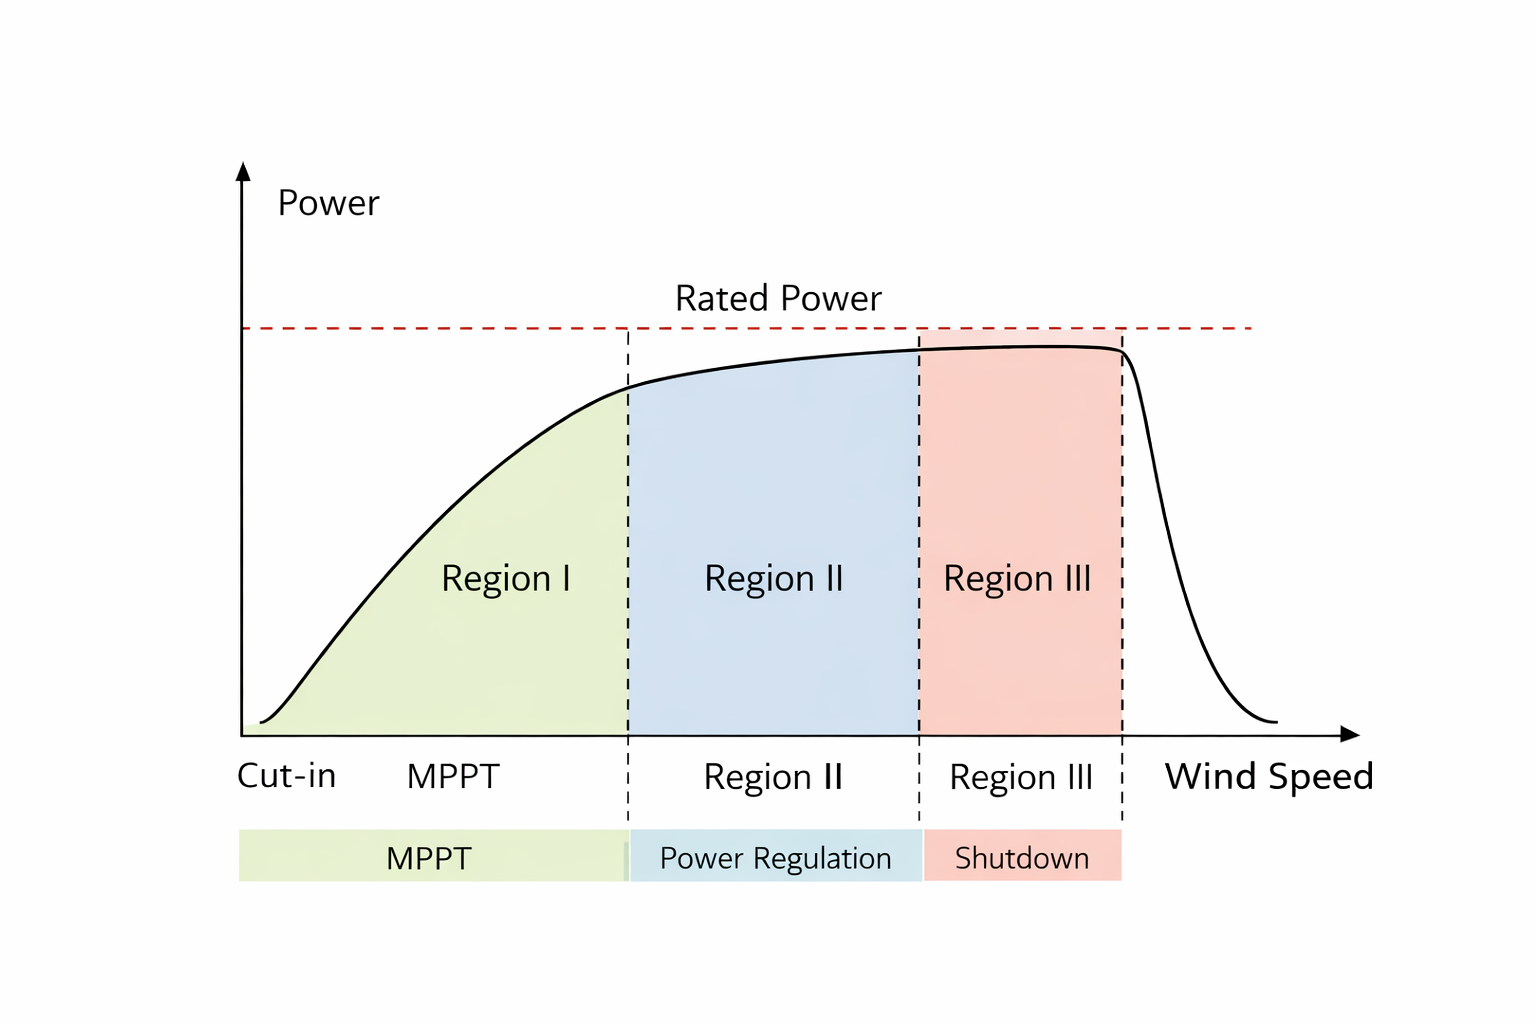 Power
Rated Power
Region I
Region II
Region III
Cut-in
MPPT
Region II
Region III
Wind Speed
MPPT
Power Regulation
Shutdown